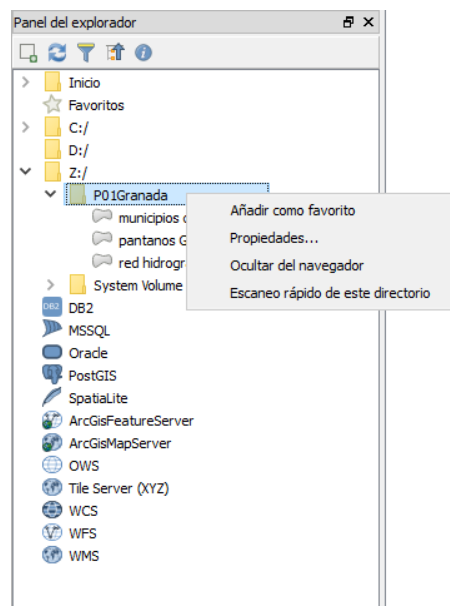 Panel del explorador
Inicio
Favoritos
C:/
D:/
Z:/
P01Granada
municipios
pantanos G
red hidrogr
System Volume
DB2 DB2
MSSQL
Oracle
PostGIS
SpatiaLite
ArcGisFeatureServer
ArcGisMapServer
OWS
Tile Server (XYZ)
WCS
WFS
WMS
Añadir como favorito
Propiedades...
Ocultar del navegador
Escaneo rápido de este directorio